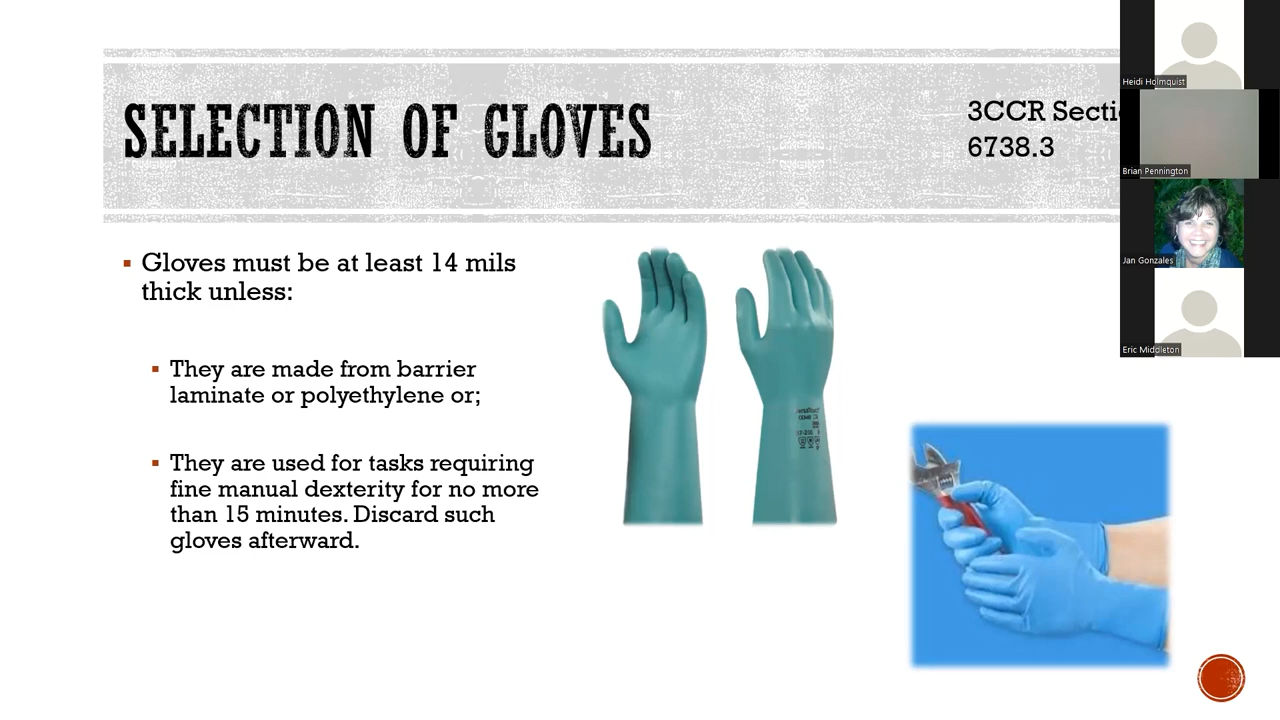 SELECTION OF GLOVES
3CCR Secti
6738.3
Gloves must be at least 14 mils
thick unless:
They are made from barrier
laminate or polyethylene or;
They are used for tasks requiring
fine manual dexterity for no more
than 15 minutes. Discard such
gloves afterward.
Heidi Holmquist
Brian Pennington
Jan Gonzales
Eric Middleton